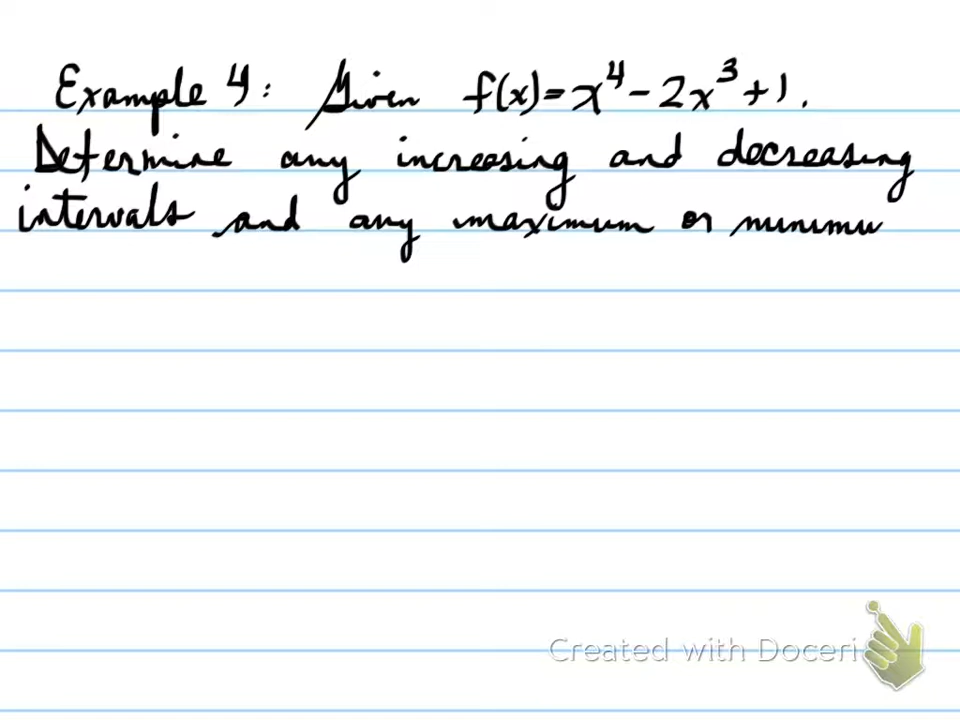 Example 4: Given f(x)=x⁴-2x³+1.
Determine any increasing and decreasing
intervals and any maximum or minimu
Created with Doceri